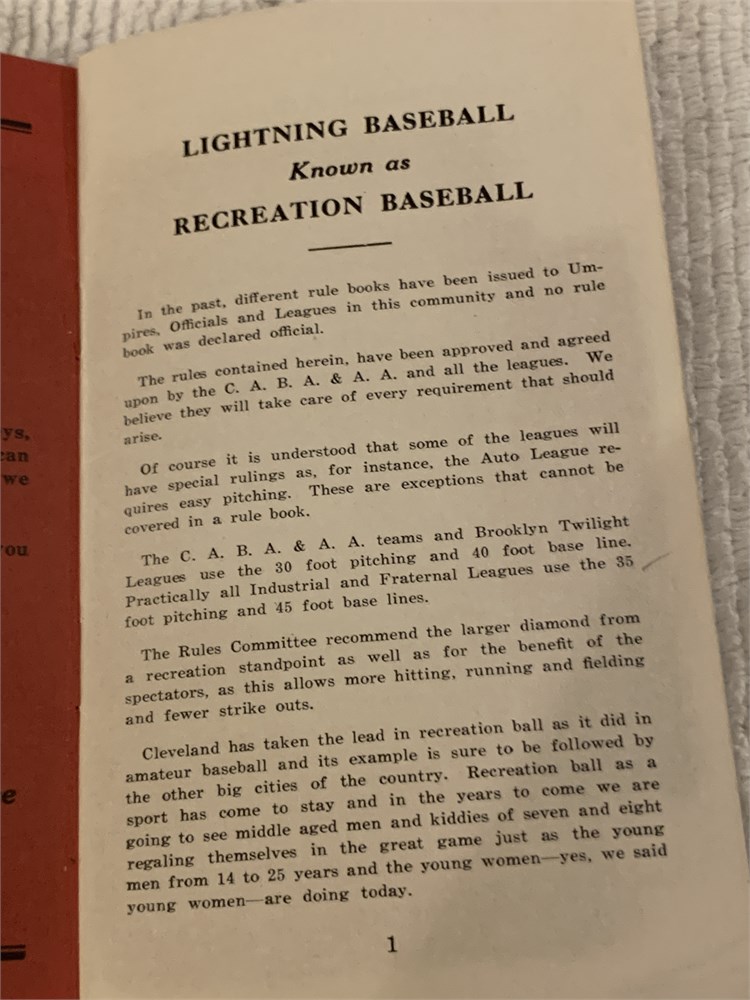 LIGHTNING BASEBALL
Known as
RECREATION BASEBALL
In the past, different rule books have been issued to Um-
pires, Officials and Leagues in this community and no rule
book was declared official.
The rules contained herein, have been approved and agreed
upon by the C. A. B. A. & A. A. and all the leagues. We
believe they will take care of every requirement that should
arise.
Of course it is understood that some of the leagues will
have special rulings as, for instance, the Auto League re-
quires easy pitching. These are exceptions that cannot be
covered in a rule book.
The C. A. B. A. & A. A. teams and Brooklyn Twilight
Leagues use the 30 foot pitching and 40 foot base line.
Practically all Industrial and Fraternal Leagues use the 35
foot pitching and 45 foot base lines.
The Rules Committee recommend the larger diamond from
a recreation standpoint as well as for the benefit of the
spectators, as this allows more hitting, running and fielding
and fewer strike outs.
Cleveland has taken the lead in recreation ball as it did in
amateur baseball and its example is sure to be followed by
the other big cities of the country. Recreation ball as a
sport has come to stay and in the years to come we are
going to see middle aged men and kiddies of seven and eight
regaling themselves in the great game just as the young
men from 14 to 25 years and the young women—yes, we said
young women—are doing today.
1